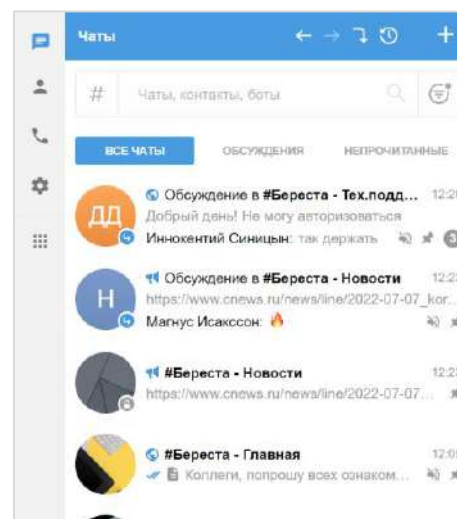 Чаты
# Чаты, контакты, боты
ВСЕ ЧАТЫ ОБСУЖДЕНИЯ НЕПРОЧИТАННЫЕ
ДД
Обсуждение в #Береста - Тех.подд...
Добрый день! Не могу авторизоваться
Иннокентий Синицын: так держать
Н
Обсуждение в #Береста - Новости
https://www.cnews.ru/news/line/2022-07-07_kor...
Магнус Исакссон: 🔥
#Береста - Новости
https://www.cnews.ru/news/line/2022-07-07...
#Береста - Главная
Коллеги, попрошу всех ознаком...